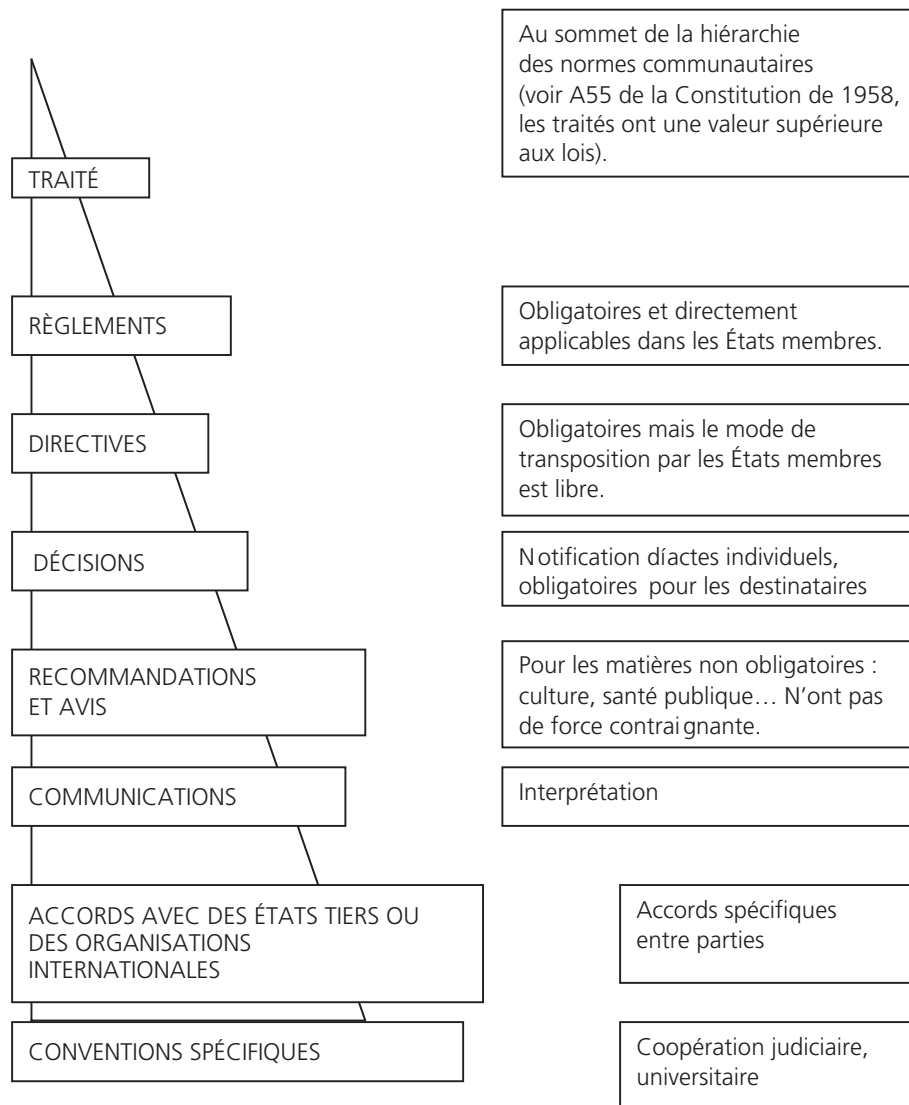 Au sommet de la hiérarchie
des normes communautaires
(voir A55 de la Constitution de 1958,
les traités ont une valeur supérieure
aux lois).
TRAITÉ
RÈGLEMENTS
Obligatoires et directement
applicables dans les États membres.
DIRECTIVES
Obligatoires mais le mode de
transposition par les États membres
est libre.
DÉCISIONS
Notification díactes individuels,
obligatoires pour les destinataires
RECOMMANDATIONS
ET AVIS
Pour les matières non obligatoires :
culture, santé publique… N’ont pas
de force contraignante.
COMMUNICATIONS
Interprétation
ACCORDS AVEC DES ÉTATS TIERS OU
DES ORGANISATIONS
INTERNATIONALES
Accords spécifiques
entre parties
CONVENTIONS SPÉCIFIQUES
Coopération judiciaire,
universitaire